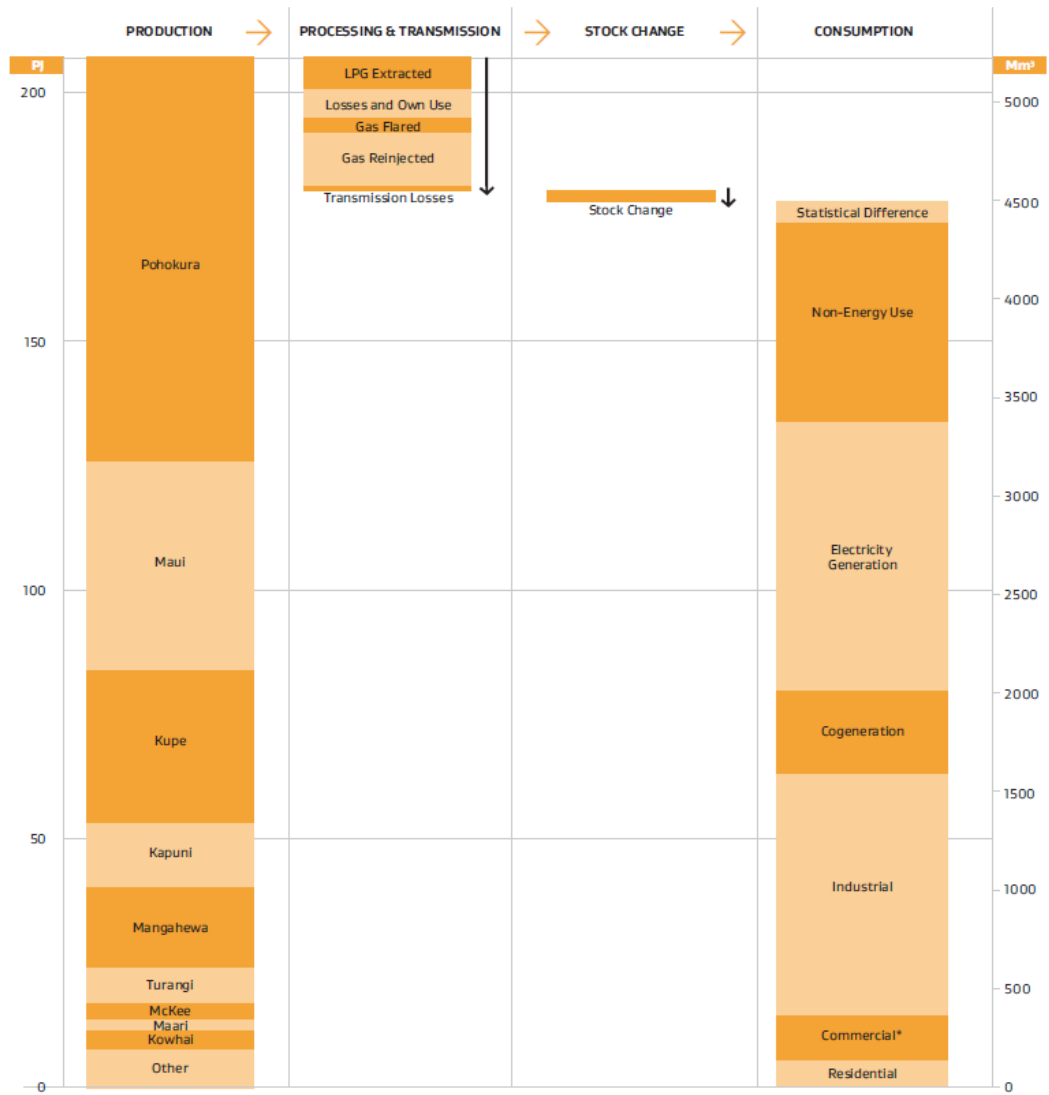 PRODUCTION
PROCESSING & TRANSMISSION
STOCK CHANGE
CONSUMPTION
PJ
200
150
100
50
0
Pohokura
Maui
Kupe
Kapuni
Mangahewa
Turangi
McKee
Maari
Kowhai
Other
LPG Extracted
Losses and Own Use
Gas Flared
Gas Reinjected
Transmission Losses
Stock Change
Statistical Difference
Non-Energy Use
Electricity
Generation
Cogeneration
Industrial
Commercial*
Residential
Mm³
5000
4500
4000
3500
3000
2500
2000
1500
1000
500
0